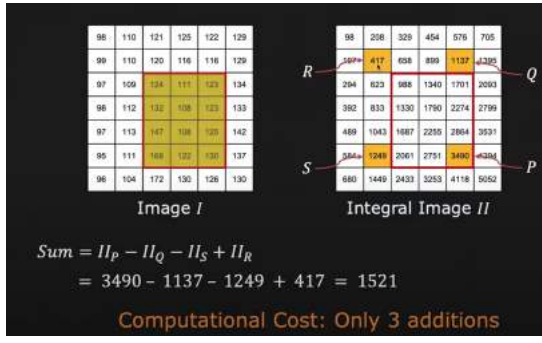 98 110 121 125 122 129
99 110 120 116 116 129
97 109 124 111 123 134
98 112 132 108 123 133
97 113 147 108 125 142
95 111 168 122 130 137
96 104 172 130 126 130
Image I
98 208 329 454 576 705
197 417 658 899 1137 1395
294 623 988 1340 1701 2093
392 833 1330 1790 2274 2799
489 1043 1687 2255 2864 3531
584 1249 2061 2751 3490 4294
680 1449 2433 3253 4118 5052
R
Q
S
P
Integral Image II
Sum = II_P – II_Q – II_S + II_R
= 3490 – 1137 – 1249 + 417 = 1521
Computational Cost: Only 3 additions